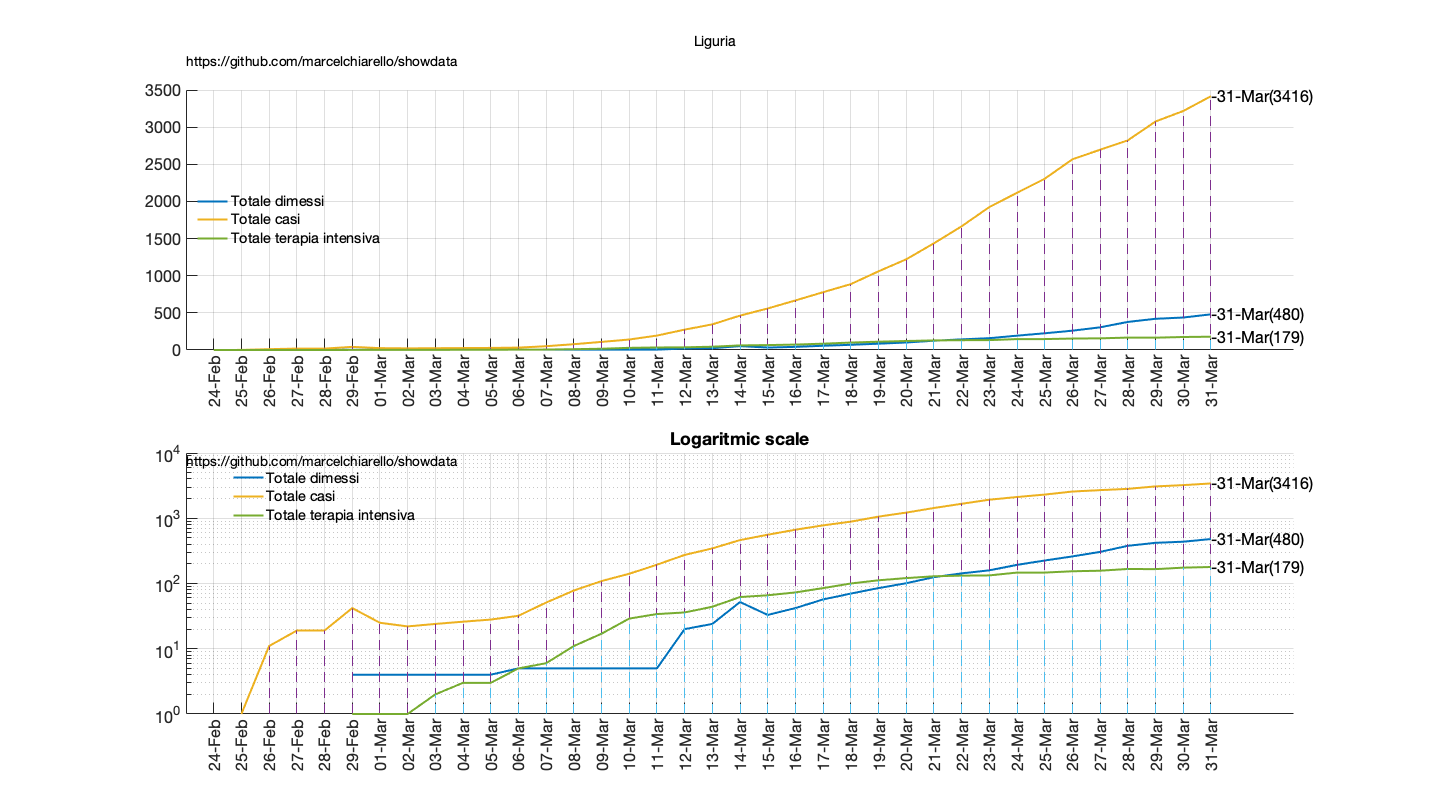 Liguria
https://github.com/marcelchiarello/showdata
3500
3000
2500
2000
1500
1000
500
0
Totale dimessi
Totale casi
Totale terapia intensiva
-31-Mar(3416)
-31-Mar(480)
-31-Mar(179)
24-Feb
25-Feb
26-Feb
27-Feb
28-Feb
29-Feb
01-Mar
02-Mar
03-Mar
04-Mar
05-Mar
06-Mar
07-Mar
08-Mar
09-Mar
10-Mar
11-Mar
12-Mar
13-Mar
14-Mar
15-Mar
16-Mar
17-Mar
18-Mar
19-Mar
20-Mar
21-Mar
22-Mar
23-Mar
24-Mar
25-Mar
26-Mar
27-Mar
28-Mar
29-Mar
30-Mar
31-Mar
Logaritmic scale
https://github.com/marcelchiarello/showdata
10^4
10^3
10^2
10^1
10^0
Totale dimessi
Totale casi
Totale terapia intensiva
-31-Mar(3416)
-31-Mar(480)
-31-Mar(179)
24-Feb
25-Feb
26-Feb
27-Feb
28-Feb
29-Feb
01-Mar
02-Mar
03-Mar
04-Mar
05-Mar
06-Mar
07-Mar
08-Mar
09-Mar
10-Mar
11-Mar
12-Mar
13-Mar
14-Mar
15-Mar
16-Mar
17-Mar
18-Mar
19-Mar
20-Mar
21-Mar
22-Mar
23-Mar
24-Mar
25-Mar
26-Mar
27-Mar
28-Mar
29-Mar
30-Mar
31-Mar